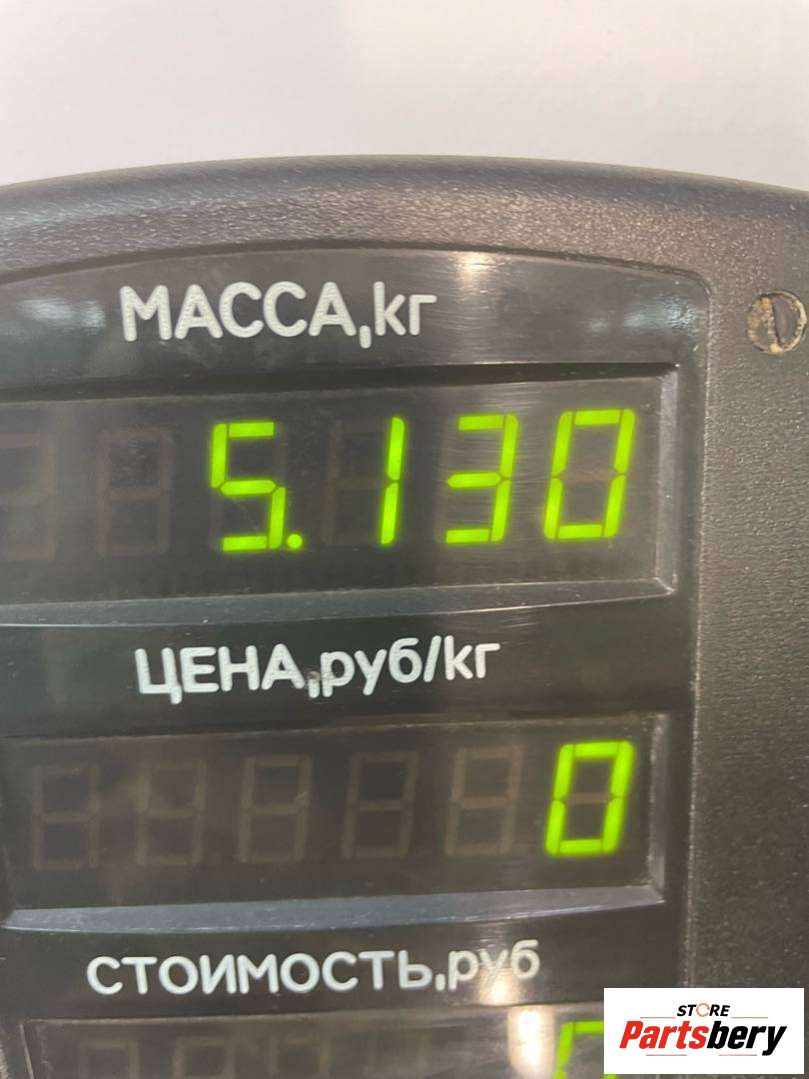 МАССА,кг
5.130
ЦЕНА,руб/кг
0
СТОИМОСТЬ,руб
STORE
Partsbery